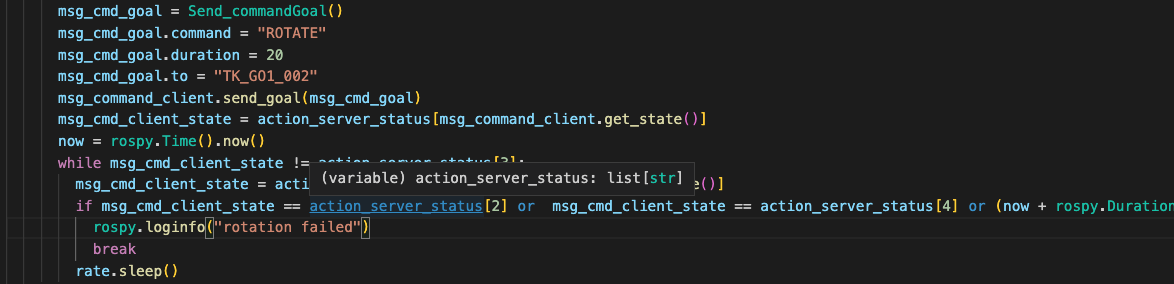 msg_cmd_goal = Send_commandGoal()
msg_cmd_goal.command = "ROTATE"
msg_cmd_goal.duration = 20
msg_cmd_goal.to = "TK_GO1_002"
msg_command_client.send_goal(msg_cmd_goal)
msg_cmd_client_state = action_server_status[msg_command_client.get_state()]
now = rospy.Time().now()
while msg_cmd_client_state != action_server_status[3]:
(variable) action_server_status: list[str]
msg_cmd_client_state = acti e()]
if msg_cmd_client_state == action_server_status[2] or  msg_cmd_client_state == action_server_status[4] or (now + rospy.Duration
rospy.loginfo("rotation failed")
break
rate.sleep()